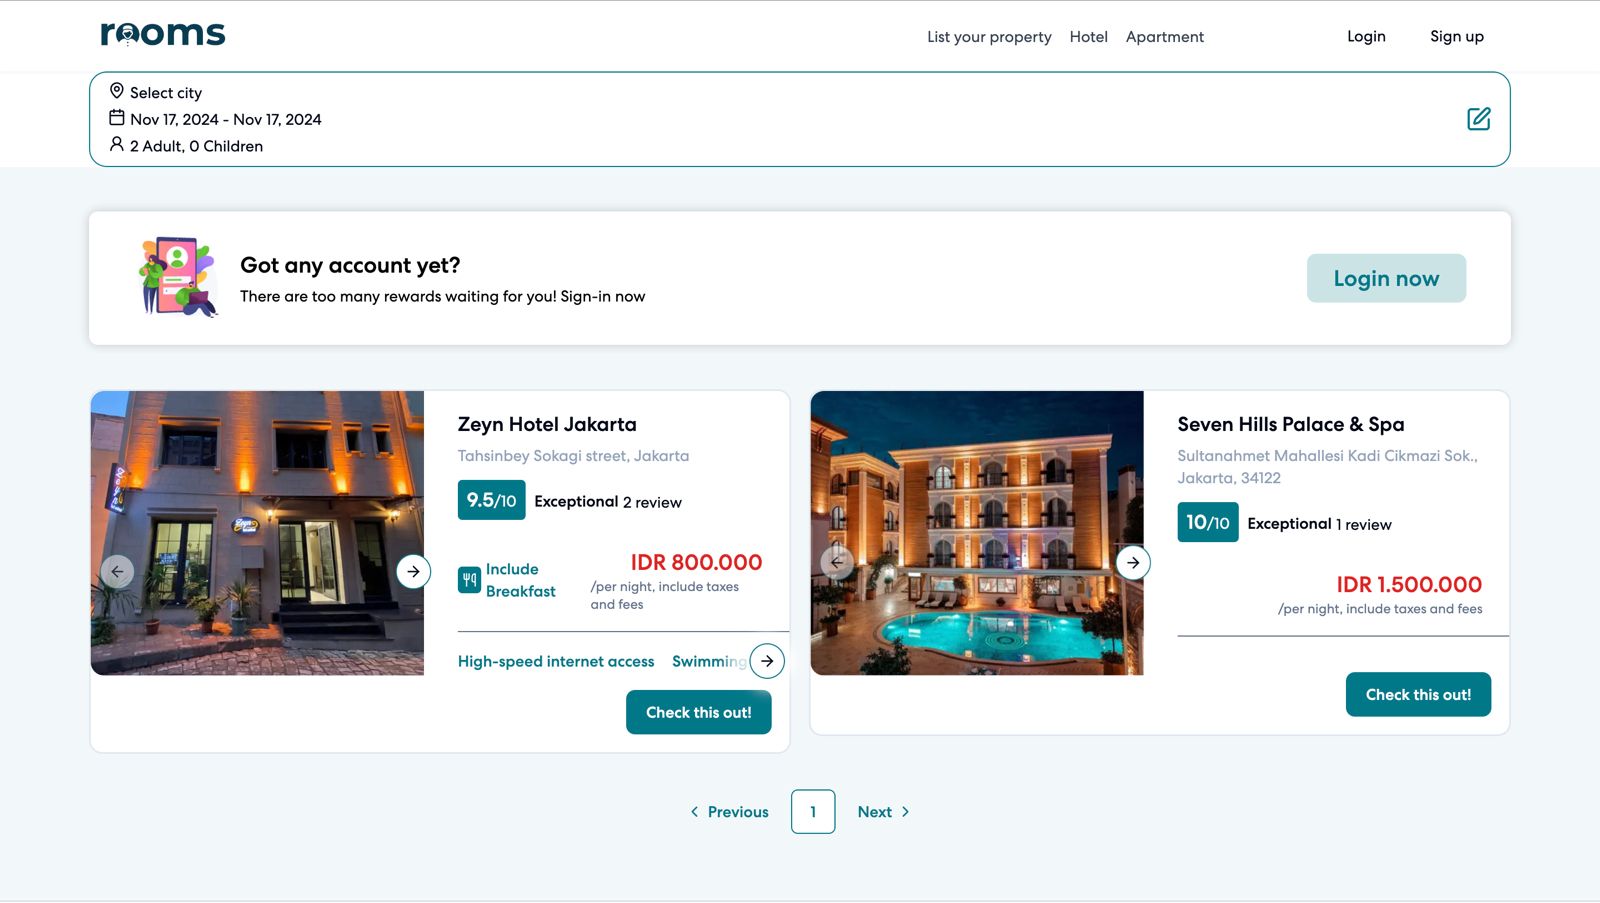 rooms
List your property
Hotel
Apartment
Login
Sign up
Select city
Nov 17, 2024 - Nov 17, 2024
2 Adult, 0 Children
Got any account yet?
There are too many rewards waiting for you! Sign-in now
Login now
Zeyn Hotel Jakarta
Tahsinbey Sokagi street, Jakarta
9.5/10 Exceptional 2 review
Include
Breakfast
IDR 800.000
/per night, include taxes
and fees
High-speed internet access Swimming
Check this out!
Zeyn
Seven Hills Palace & Spa
Sultanahmet Mahallesi Kadi Cikmazi Sok.,
Jakarta, 34122
10/10 Exceptional 1 review
IDR 1.500.000
/per night, include taxes and fees
Check this out!
Previous
1
Next